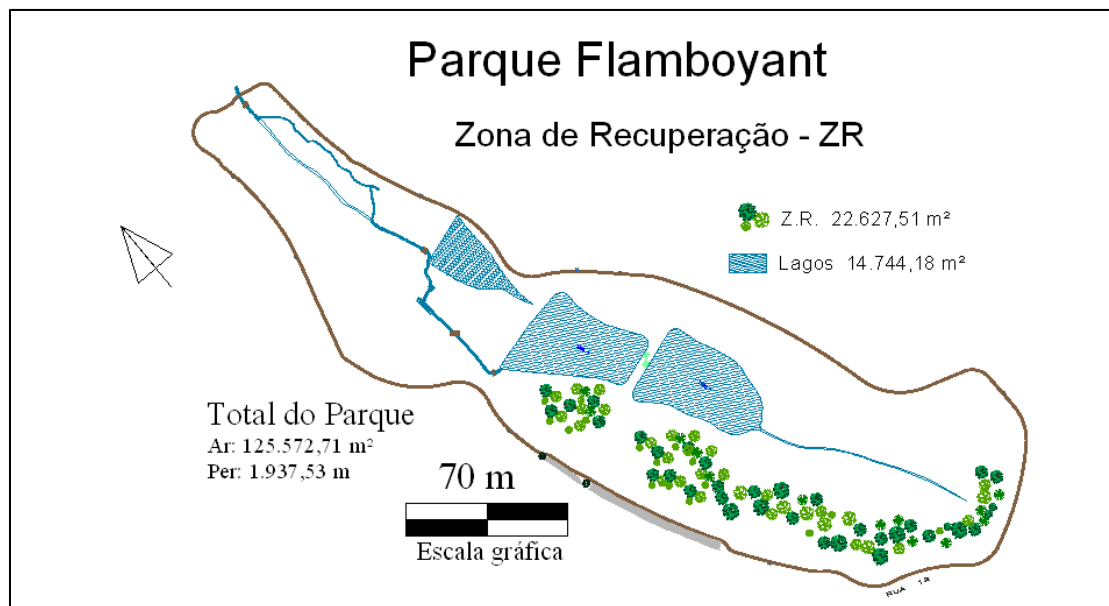 Parque Flamboyant
Zona de Recuperação - ZR
Z.R. 22.627,51 m²
Lagos 14.744,18 m²
Total do Parque
Ar: 125.572,71 m²
Per: 1.937,53 m
70 m
Escala gráfica
RUA